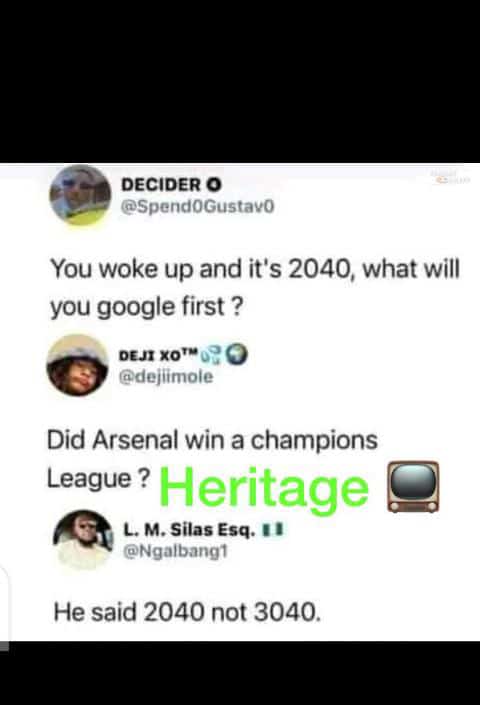 DECIDER
@Spend0Gustav0
You woke up and it's 2040, what will
you google first ?
DEJI XO™
@dejiimole
Did Arsenal win a champions
League ?
Heritage
L. M. Silas Esq.
@Ngalbang1
He said 2040 not 3040.